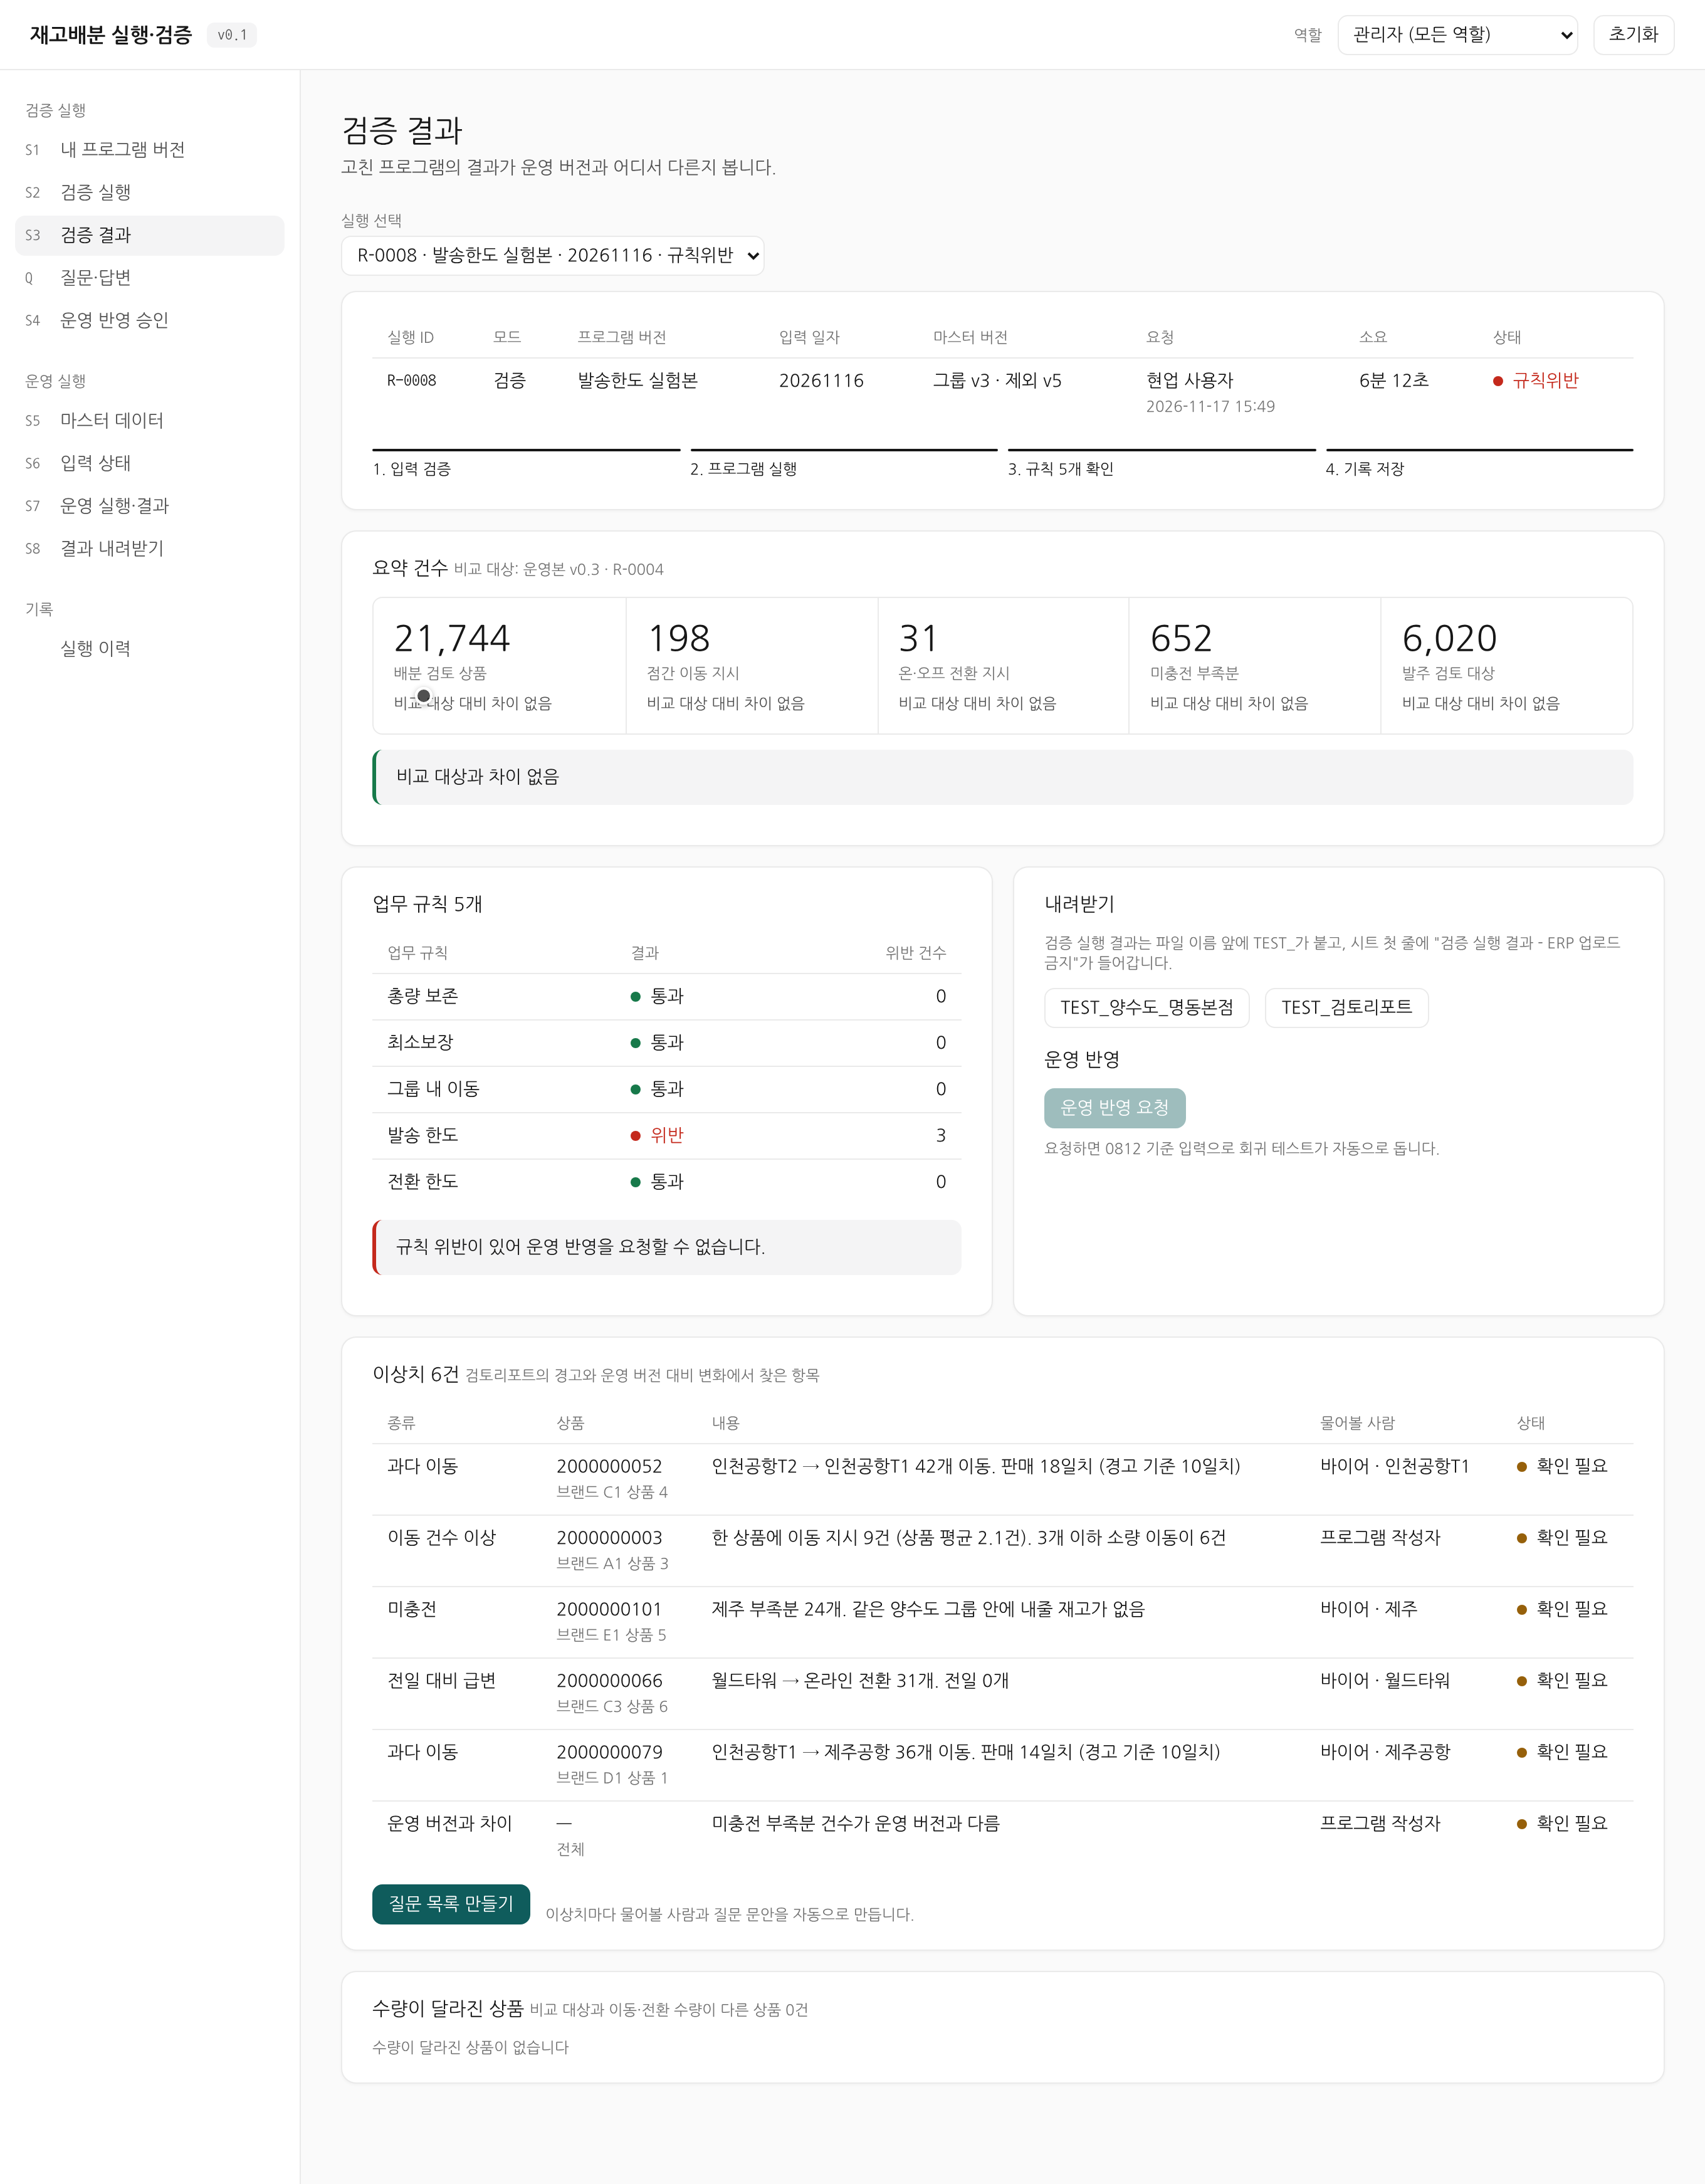 재고배분 실행·검증 v0.1
역할 관리자 (모든 역할) 초기화
검증 실행
S1 내 프로그램 버전
S2 검증 실행
S3 검증 결과
Q 질문·답변
S4 운영 반영 승인
운영 실행
S5 마스터 데이터
S6 입력 상태
S7 운영 실행·결과
S8 결과 내려받기
기록
실행 이력
검증 결과
고친 프로그램의 결과가 운영 버전과 어디서 다른지 봅니다.
실행 선택
R-0008 · 발송한도 실험본 · 20261116 · 규칙위반
실행 ID 모드 프로그램 버전 입력 일자 마스터 버전 요청 소요 상태
R-0008 검증 발송한도 실험본 20261116 그룹 v3 · 제외 v5 현업 사용자 6분 12초 규칙위반
2026-11-17 15:49
1. 입력 검증 2. 프로그램 실행 3. 규칙 5개 확인 4. 기록 저장
요약 건수 비교 대상: 운영본 v0.3 · R-0004
21,744 198 31 652 6,020
배분 검토 상품 점간 이동 지시 온·오프 전환 지시 미충전 부족분 발주 검토 대상
비교 대상 대비 차이 없음 비교 대상 대비 차이 없음 비교 대상 대비 차이 없음 비교 대상 대비 차이 없음 비교 대상 대비 차이 없음
비교 대상과 차이 없음
업무 규칙 5개
업무 규칙 결과 위반 건수
총량 보존 통과 0
최소보장 통과 0
그룹 내 이동 통과 0
발송 한도 위반 3
전환 한도 통과 0
규칙 위반이 있어 운영 반영을 요청할 수 없습니다.
내려받기
검증 실행 결과는 파일 이름 앞에 TEST_가 붙고, 시트 첫 줄에 "검증 실행 결과 - ERP 업로드
금지"가 들어갑니다.
TEST_양수도_명동본점 TEST_검토리포트
운영 반영
운영 반영 요청
요청하면 0812 기준 입력으로 회귀 테스트가 자동으로 돕니다.
이상치 6건 검토리포트의 경고와 운영 버전 대비 변화에서 찾은 항목
종류 상품 내용 물어볼 사람 상태
과다 이동 2000000052 인천공항T2 → 인천공항T1 42개 이동. 판매 18일치 (경고 기준 10일치) 바이어 · 인천공항T1 확인 필요
브랜드 C1 상품 4
이동 건수 이상 2000000003 한 상품에 이동 지시 9건 (상품 평균 2.1건). 3개 이하 소량 이동이 6건 프로그램 작성자 확인 필요
브랜드 A1 상품 3
미충전 2000000101 제주 부족분 24개. 같은 양수도 그룹 안에 내줄 재고가 없음 바이어 · 제주 확인 필요
브랜드 E1 상품 5
전일 대비 급변 2000000066 월드타워 → 온라인 전환 31개. 전일 0개 바이어 · 월드타워 확인 필요
브랜드 C3 상품 6
과다 이동 2000000079 인천공항T1 → 제주공항 36개 이동. 판매 14일치 (경고 기준 10일치) 바이어 · 제주공항 확인 필요
브랜드 D1 상품 1
운영 버전과 차이 — 미충전 부족분 건수가 운영 버전과 다름 프로그램 작성자 확인 필요
전체
질문 목록 만들기 이상치마다 물어볼 사람과 질문 문안을 자동으로 만듭니다.
수량이 달라진 상품 비교 대상과 이동·전환 수량이 다른 상품 0건
수량이 달라진 상품이 없습니다